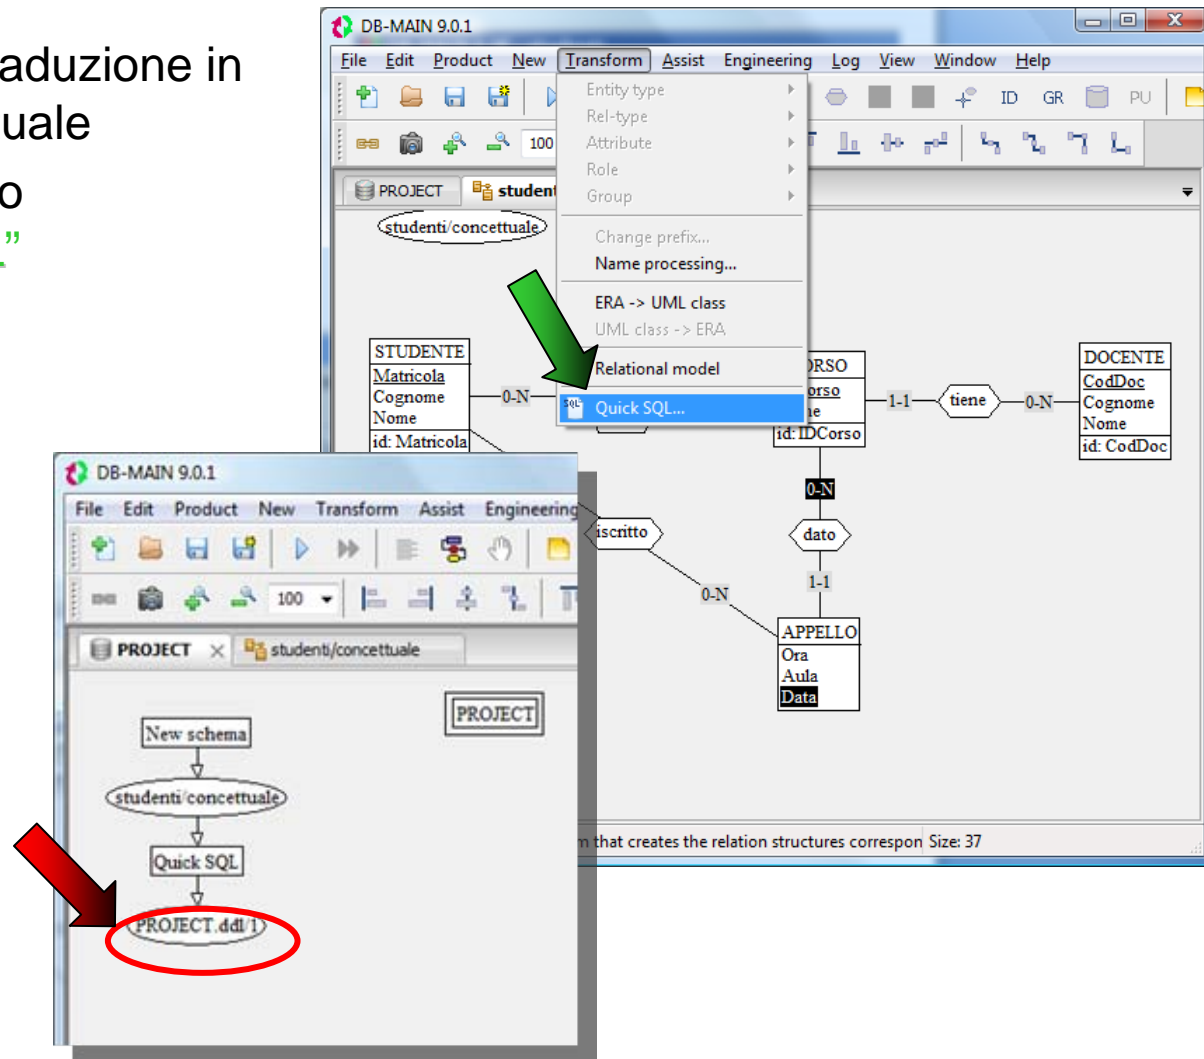 aduzione in
uale
o
”
DB-MAIN 9.0.1
File Edit Product New Transform Assist Engineering Log View Window Help
ID GR PU
100
PROJECT student
studenti/concettuale
Entity type
Rel-type
Attribute
Role
Group
Change prefix...
Name processing...
ERA -> UML class
UML class -> ERA
Relational model
SQL Quick SQL...
STUDENTE
Matricola
Cognome
Nome
id: Matricola
0-N
ORSO
orso
ne
id: IDCorso
1-1
tiene
0-N
DOCENTE
CodDoc
Cognome
Nome
id: CodDoc
0-N
dato
1-1
iscritto
0-N
APPELLO
Ora
Aula
Data
m that creates the relation structures correspon Size: 37
DB-MAIN 9.0.1
File Edit Product New Transform Assist Engineering
100
PROJECT studenti/concettuale
PROJECT
New schema
studenti/concettuale
Quick SQL
PROJECT.ddl/1